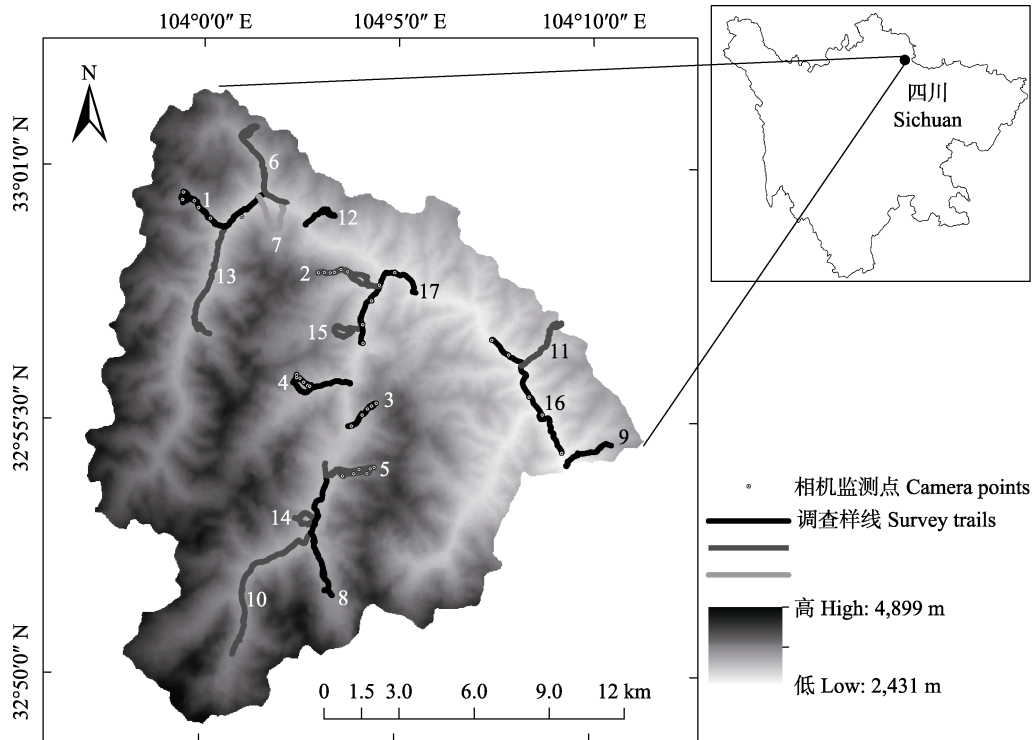 104°0′0″ E
104°5′0″ E
104°10′0″ E
33°01′0″ N
32°55′30″ N
32°50′0″ N
N
6
1
12
7
2
13
17
15
11
4
3
16
9
5
14
10
8
四川
Sichuan
相机监测点 Camera points
调查样线 Survey trails
高 High: 4,899 m
低 Low: 2,431 m
0 1.5 3.0 6.0 9.0 12 km